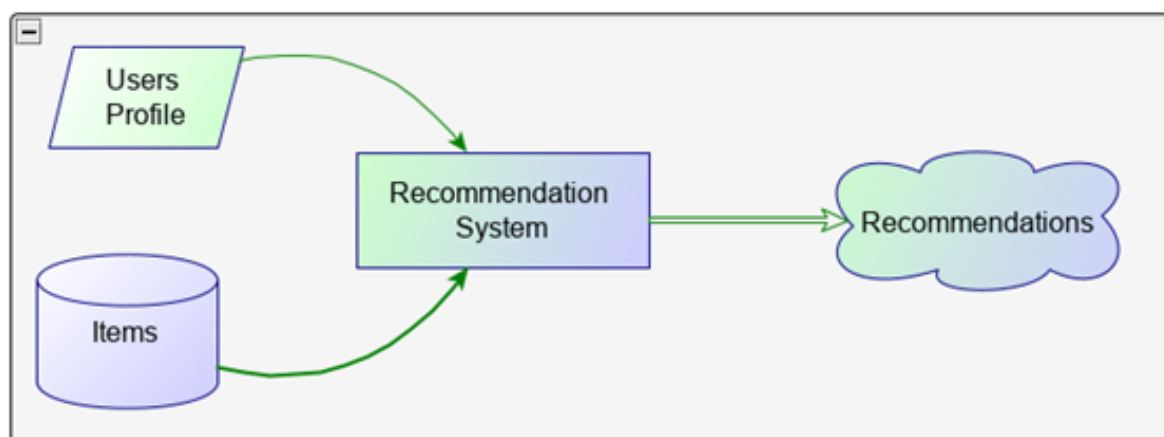 Users
Profile
Recommendation
System
Recommendations
Items